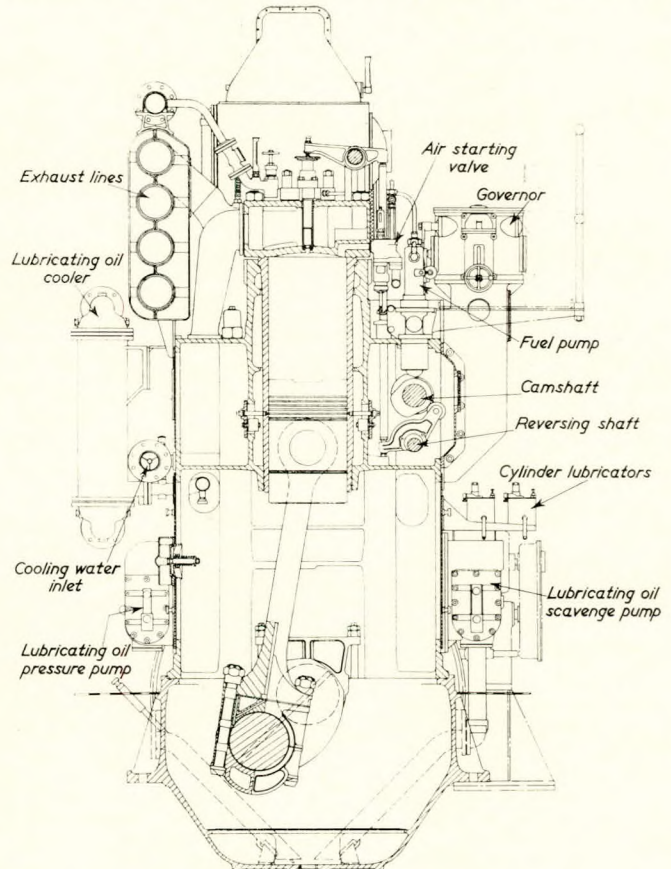 Exhaust lines
Air starting
valve
Governor
Lubricating oil
cooler
Fuel pump
Camshaft
Reversing shaft
Cylinder lubricators
Cooling water
inlet
Lubricating oil
scavenge pump
Lubricating oil
pressure pump